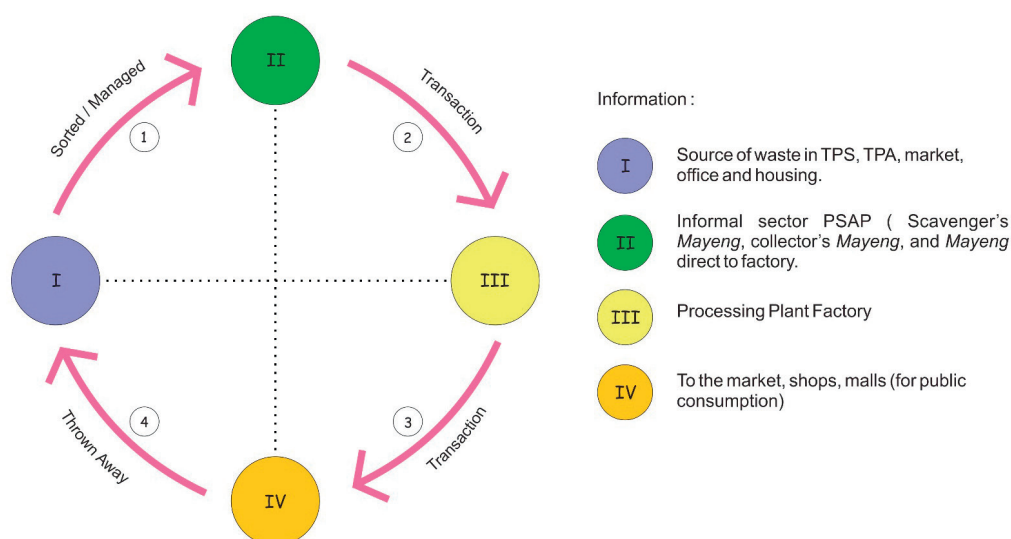 II
Sorted / Managed
1
Transaction
2
I
III
Thrown Away
4
3
Transaction
IV
Information :
I
Source of waste in TPS, TPA, market,
office and housing.
II
Informal sector PSAP ( Scavenger's
Mayeng, collector's Mayeng, and Mayeng
direct to factory.
III
Processing Plant Factory
IV
To the market, shops, malls (for public
consumption)